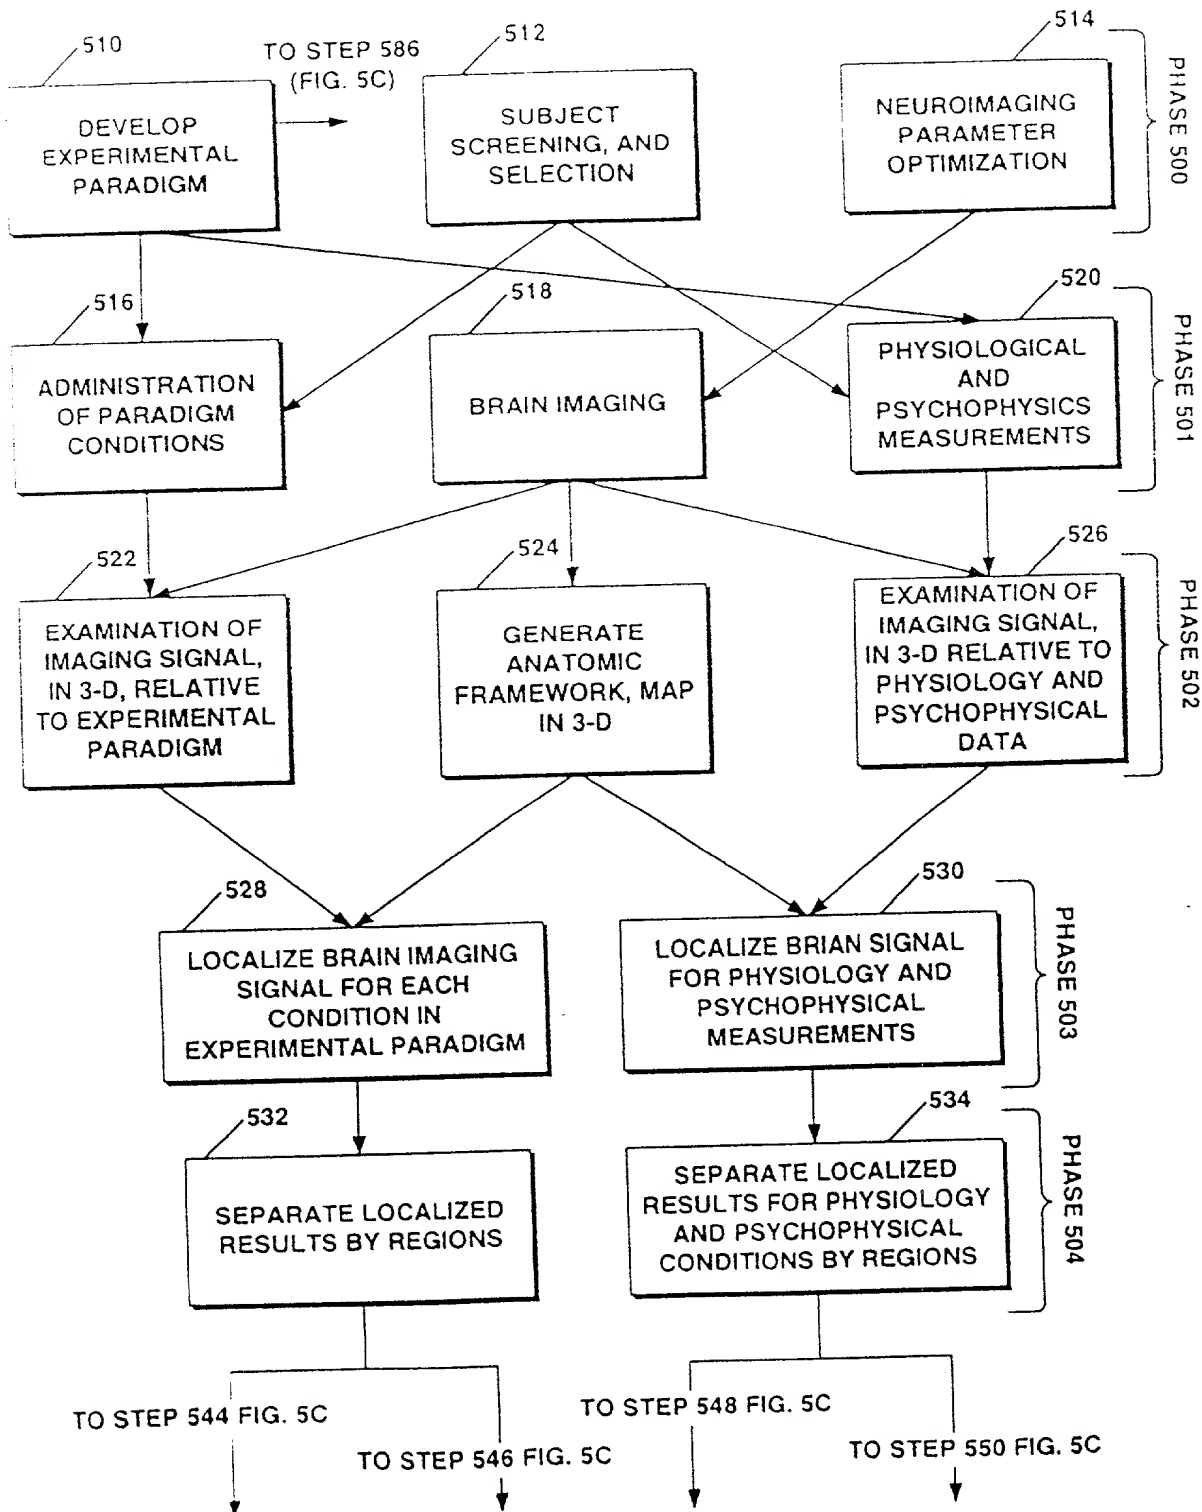 510
TO STEP 586
(FIG. 5C)
512
514
DEVELOP
EXPERIMENTAL
PARADIGM
SUBJECT
SCREENING, AND
SELECTION
NEUROIMAGING
PARAMETER
OPTIMIZATION
PHASE 500
516
518
520
ADMINISTRATION
OF PARADIGM
CONDITIONS
BRAIN IMAGING
PHYSIOLOGICAL
AND
PSYCHOPHYSICS
MEASUREMENTS
PHASE 501
522
524
526
EXAMINATION OF
IMAGING SIGNAL,
IN 3-D, RELATIVE
TO EXPERIMENTAL
PARADIGM
GENERATE
ANATOMIC
FRAMEWORK, MAP
IN 3-D
EXAMINATION OF
IMAGING SIGNAL,
IN 3-D RELATIVE TO
PHYSIOLOGY AND
PSYCHOPHYSICAL
DATA
PHASE 502
528
530
LOCALIZE BRAIN IMAGING
SIGNAL FOR EACH
CONDITION IN
EXPERIMENTAL PARADIGM
LOCALIZE BRIAN SIGNAL
FOR PHYSIOLOGY AND
PSYCHOPHYSICAL
MEASUREMENTS
PHASE 503
532
534
SEPARATE LOCALIZED
RESULTS BY REGIONS
SEPARATE LOCALIZED
RESULTS FOR PHYSIOLOGY
AND PSYCHOPHYSICAL
CONDITIONS BY REGIONS
PHASE 504
TO STEP 544 FIG. 5C
TO STEP 546 FIG. 5C
TO STEP 548 FIG. 5C
TO STEP 550 FIG. 5C